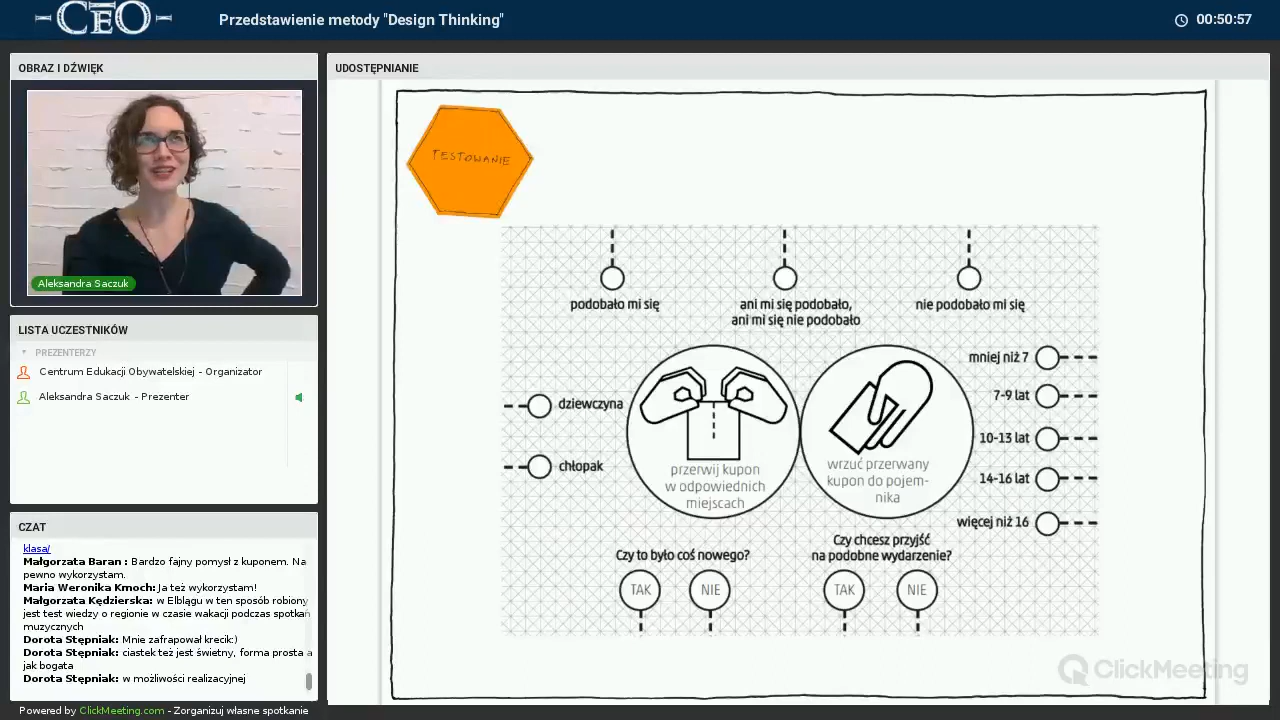 CEO
Przedstawienie metody "Design Thinking"
00:50:57
OBRAZ I DŹWIĘK
Aleksandra Saczuk
LISTA UCZESTNIKÓW
PREZENTERZY
Centrum Edukacji Obywatelskiej - Organizator
Aleksandra Saczuk - Prezenter
CZAT
klasa/
Małgorzata Baran : Bardzo fajny pomysł z kuponem. Na
pewno wykorzystam.
Maria Weronika Kmoch: Ja też wykorzystam!
Małgorzata Kędzierska: w Elblągu w ten sposób robiony
jest test wiedzy o regionie w czasie wakacji podczas spotkań
muzycznych
Dorota Stępniak: Mnie zafrapował krecik:)
Dorota Stępniak: ciastek też jest świetny, forma prosta a
jak bogata
Dorota Stępniak: w możliwości realizacyjnej
Powered by ClickMeeting.com - Zorganizuj własne spotkanie
UDOSTĘPNIANIE
TESTOWANIE
podobało mi się
ani mi się podobało,
ani mi się nie podobało
nie podobało mi się
dziewczyna
chłopak
przerwij kupon
w odpowiednich
miejscach
wrzuć przerwany
kupon do pojem-
nika
mniej niż 7
7-9 lat
10-13 lat
14-16 lat
więcej niż 16
Czy to było coś nowego?
TAK NIE
Czy chcesz przyjść
na podobne wydarzenie?
TAK NIE
ClickMeeting